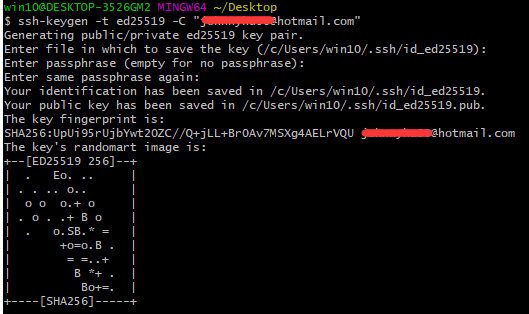 win10@DESKTOP-3526GM2 MINGW64 ~/Desktop
$ ssh-keygen -t ed25519 -C "@hotmail.com"
Generating public/private ed25519 key pair.
Enter file in which to save the key (/c/Users/win10/.ssh/id_ed25519):
Enter passphrase (empty for no passphrase):
Enter same passphrase again:
Your identification has been saved in /c/Users/win10/.ssh/id_ed25519.
Your public key has been saved in /c/Users/win10/.ssh/id_ed25519.pub.
The key fingerprint is:
SHA256:UpUi95rUjbYwt2OZC//Q+jLL+BrOAv7MSXg4AELrVQU @hotmail.com
The key's randomart image is:
+--[ED25519 256]--+
|  .   Eo. ..     |
| . . .. o..      |
|  o o  o.+ o     |
| . o . .+ B o    |
|  .   o.SB.* =   |
|       +o=o.B .  |
|        = =..+   |
|         B *+ .  |
|          Bo+=.  |
+----[SHA256]-----+